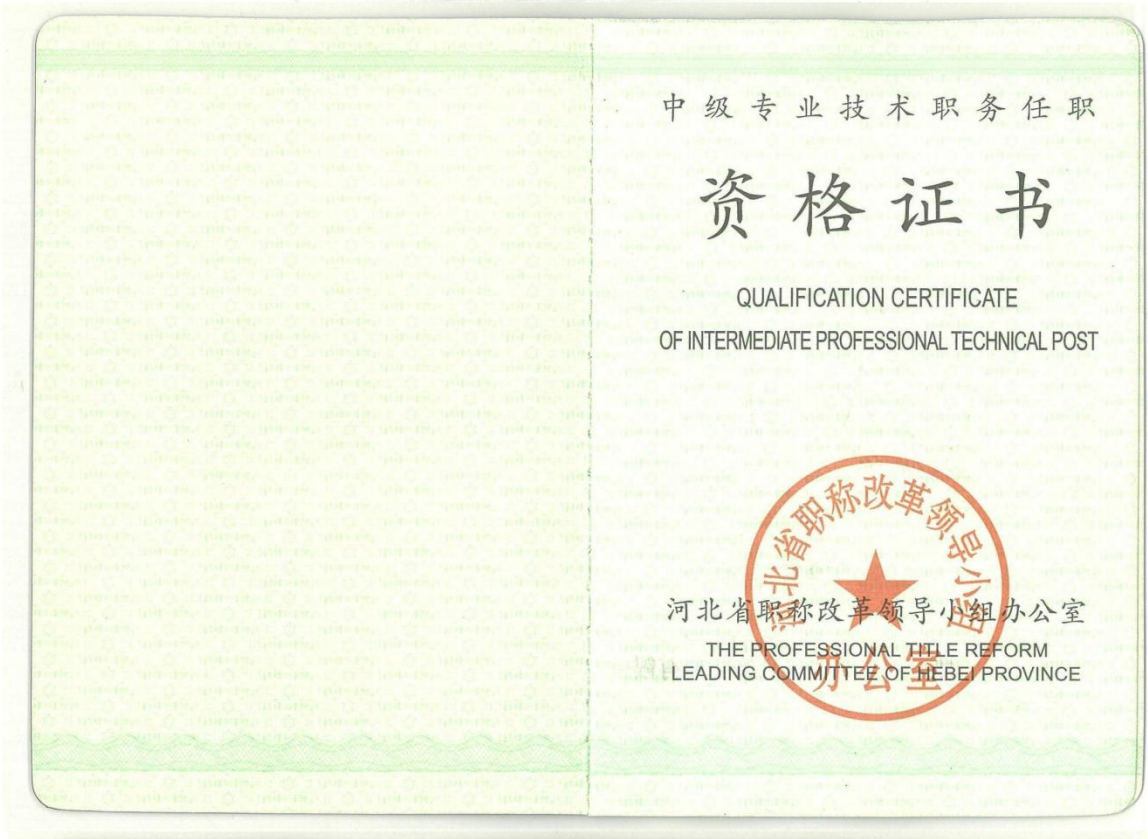 中级专业技术职务任职
资格证书
QUALIFICATION CERTIFICATE
OF INTERMEDIATE PROFESSIONAL TECHNICAL POST
河北省职称改革领导小组
河北省职称改革领导小组办公室
THE PROFESSIONAL TITLE REFORM
LEADING COMMITTEE OF HEBEI PROVINCE
办公室